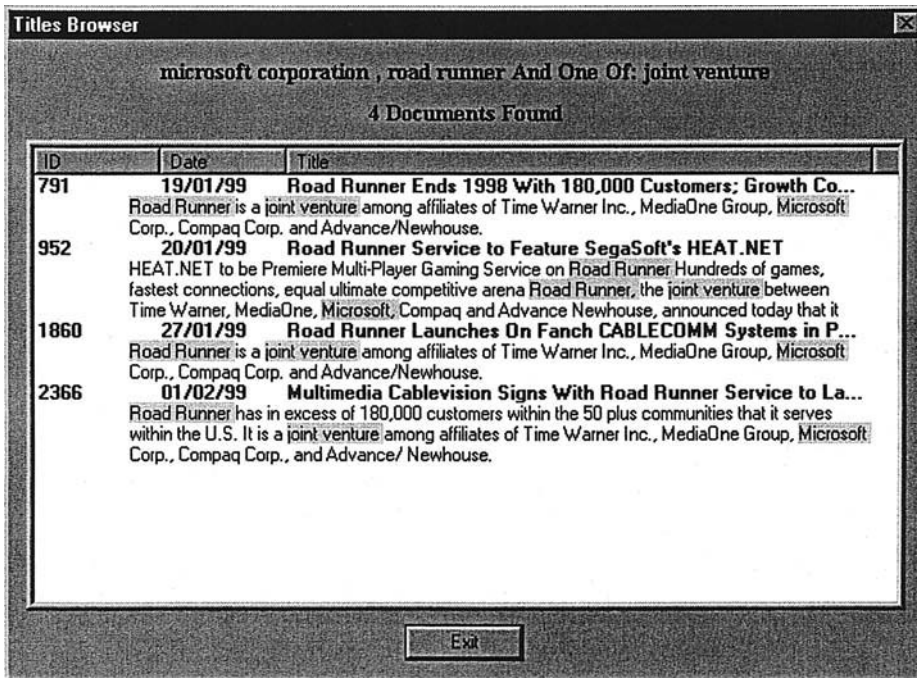 Titles Browser
microsoft corporation , road runner And One Of: joint venture
4 Documents Found
ID Date Title
791 19/01/99 Road Runner Ends 1998 With 180,000 Customers; Growth Co...
Road Runner is a joint venture among affiliates of Time Warner Inc., MediaOne Group, Microsoft
Corp., Compaq Corp. and Advance/Newhouse.
952 20/01/99 Road Runner Service to Feature SegaSoft's HEAT.NET
HEAT.NET to be Premiere Multi-Player Gaming Service on Road Runner Hundreds of games,
fastest connections, equal ultimate competitive arena Road Runner, the joint venture between
Time Warner, MediaOne, Microsoft, Compaq and Advance Newhouse, announced today that it
1860 27/01/99 Road Runner Launches On Fanch CABLECOMM Systems in P...
Road Runner is a joint venture among affiliates of Time Warner Inc., MediaOne Group, Microsoft
Corp., Compaq Corp. and Advance/Newhouse.
2366 01/02/99 Multimedia Cablevision Signs With Road Runner Service to La...
Road Runner has in excess of 180,000 customers within the 50 plus communities that it serves
within the U.S. It is a joint venture among affiliates of Time Warner Inc., MediaOne Group, Microsoft
Corp., Compaq Corp., and Advance/ Newhouse.
Exit